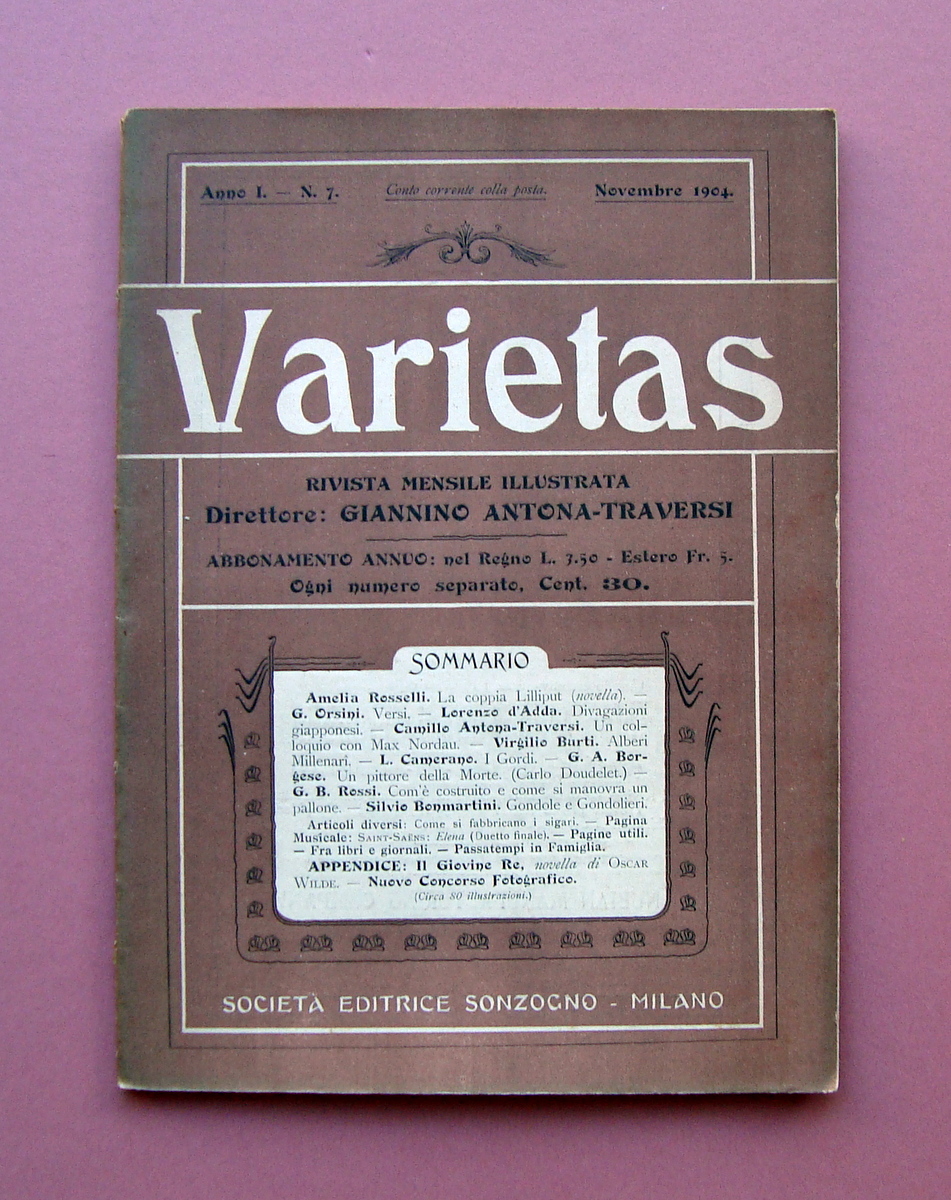 Anno I. — N. 7. Conto corrente colla posta. Novembre 1904.
Varietas
RIVISTA MENSILE ILLUSTRATA
Direttore: GIANNINO ANTONA-TRAVERSI
ABBONAMENTO ANNUO: nel Regno L. 3.50 - Estero Fr. 5.
Ogni numero separato, Cent. 30.
SOMMARIO
Amelia Rosselli. La coppia Lilliput (novella). —
G. Orsini. Versi. — Lorenzo d'Adda. Divagazioni
giapponesi. — Camillo Antona-Traversi. Un col-
loquio con Max Nordau. — Virgilio Burti. Alberi
Millenari. — L. Camerano. I Gordi. — G. A. Bor-
gese. Un pittore della Morte. (Carlo Doudelet.) —
G. B. Rossi. Com'è costruito e come si manovra un
pallone. — Silvio Bonmartini. Gondole e Gondolieri.
Articoli diversi: Come si fabbricano i sigari. — Pagina
Musicale: SAINT-SAËNS: Elena (Duetto finale). — Pagine utili.
— Fra libri e giornali. — Passatempi in Famiglia.
APPENDICE: Il Giovine Re, novella di OSCAR
WILDE. — Nuovo Concorso Fotografico.
(Circa 80 illustrazioni.)
SOCIETÀ EDITRICE SONZOGNO - MILANO